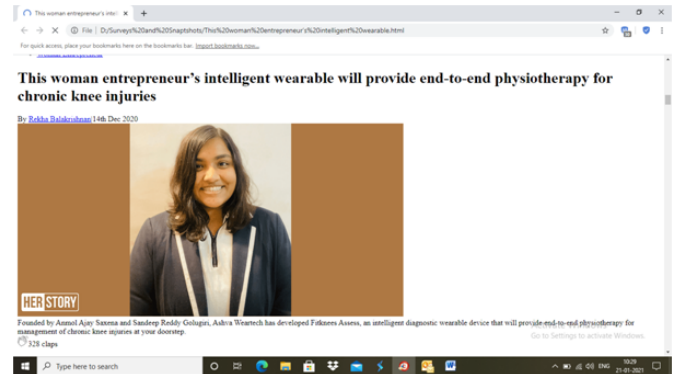 This woman entrepreneur's inte
File | D:/Surveys%20and%20Snaptshots/This%20woman%20entrepreneur's%20intelligent%20wearable.html
For quick access, place your bookmarks here on the bookmarks bar. Import bookmarks now...
This woman entrepreneur's intelligent wearable will provide end-to-end physiotherapy for
chronic knee injuries
By Rekha Balakrishnan|14th Dec 2020
HER STORY
Founded by Anmol Ajay Saxena and Sandeep Reddy Goluguri, Ashva Weartech has developed Fitknees Assess, an intelligent diagnostic wearable device that will provide end-to-end physiotherapy for
management of chronic knee injuries at your doorstep.
Go to Settings to activate Windows.
328 claps
Type here to search
ENG
10:29
21-01-2021